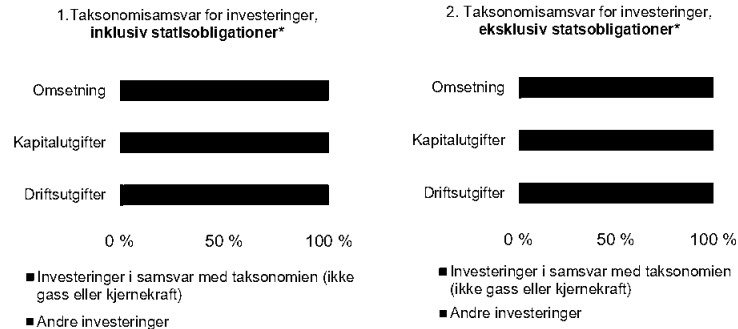 1.Taksonomisamsvar for investeringer,
inklusiv statlsobligationer*
Omsetning
Kapitalutgifter
Driftsutgifter
0 % 50 % 100 %
■ Investeringer i samsvar med taksonomien (ikke
gass eller kjernekraft)
■ Andre investeringer
2. Taksonomisamsvar for investeringer,
eksklusiv statsobligationer*
Omsetning
Kapitalutgifter
Driftsutgifter
0 % 50 % 100 %
■ Investeringer i samsvar med taksonomien
(ikke gass eller kjernekraft)
■ Andre investeringer